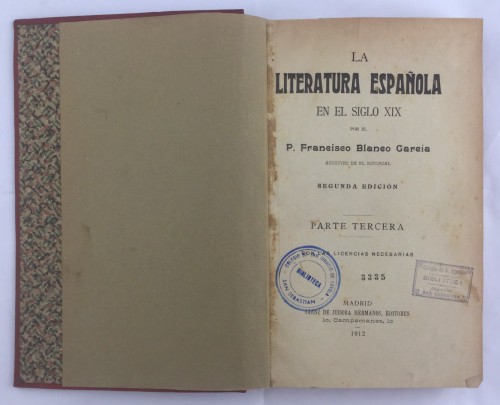 LA
LITERATURA ESPAÑOLA
EN EL SIGLO XIX
POR EL
P. Francisco Blanco García
AGUSTINO DE EL ESCORIAL
SEGUNDA EDICIÓN
PARTE TERCERA
CON LAS LICENCIAS NECESARIAS
3335
BIBLIOTECA
SAN SEBASTIAN
BIBLIOTECA
MADRID
SÁENZ DE JUBERA HERMANOS, EDITORES
10, Campomanes, 10
1912